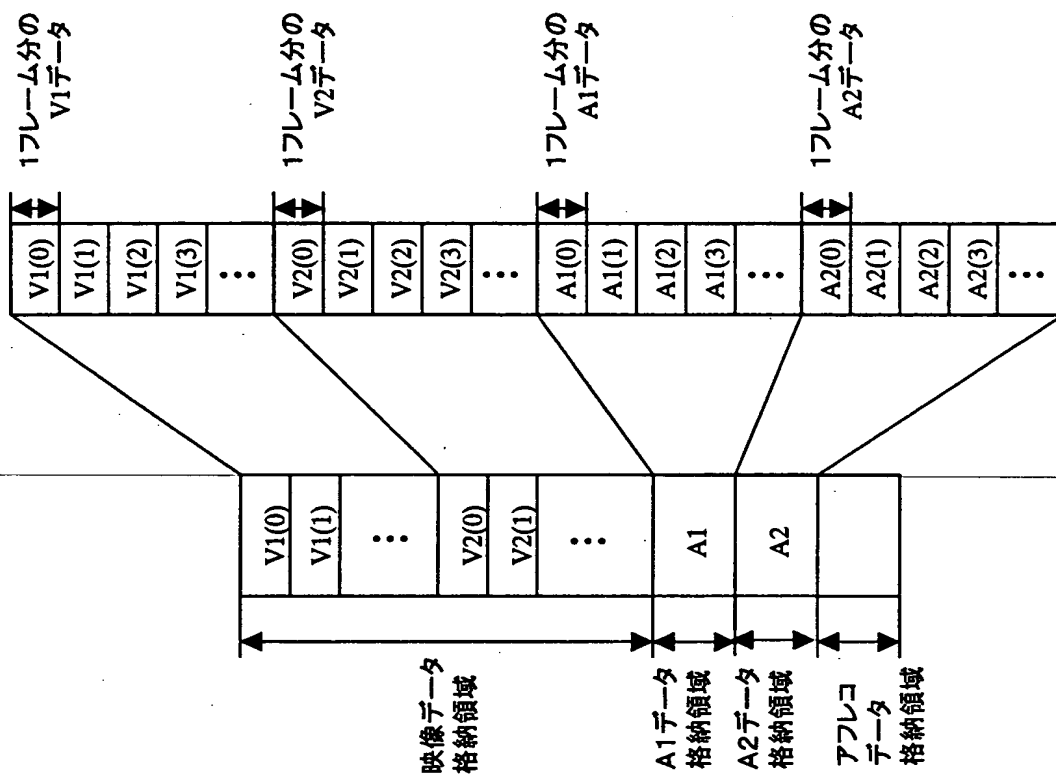 1フレーム分の
V1データ
1フレーム分の
V2データ
1フレーム分の
A1データ
1フレーム分の
A2データ
V1(0)
V1(1)
V1(2)
V1(3)
…
V2(0)
V2(1)
V2(2)
V2(3)
…
A1(0)
A1(1)
A1(2)
A1(3)
…
A2(0)
A2(1)
A2(2)
A2(3)
…
V1(0)
V1(1)
…
V2(0)
V2(1)
…
A1
A2
映像データ
格納領域
A1データ
格納領域
A2データ
格納領域
アフレコ
データ
格納領域